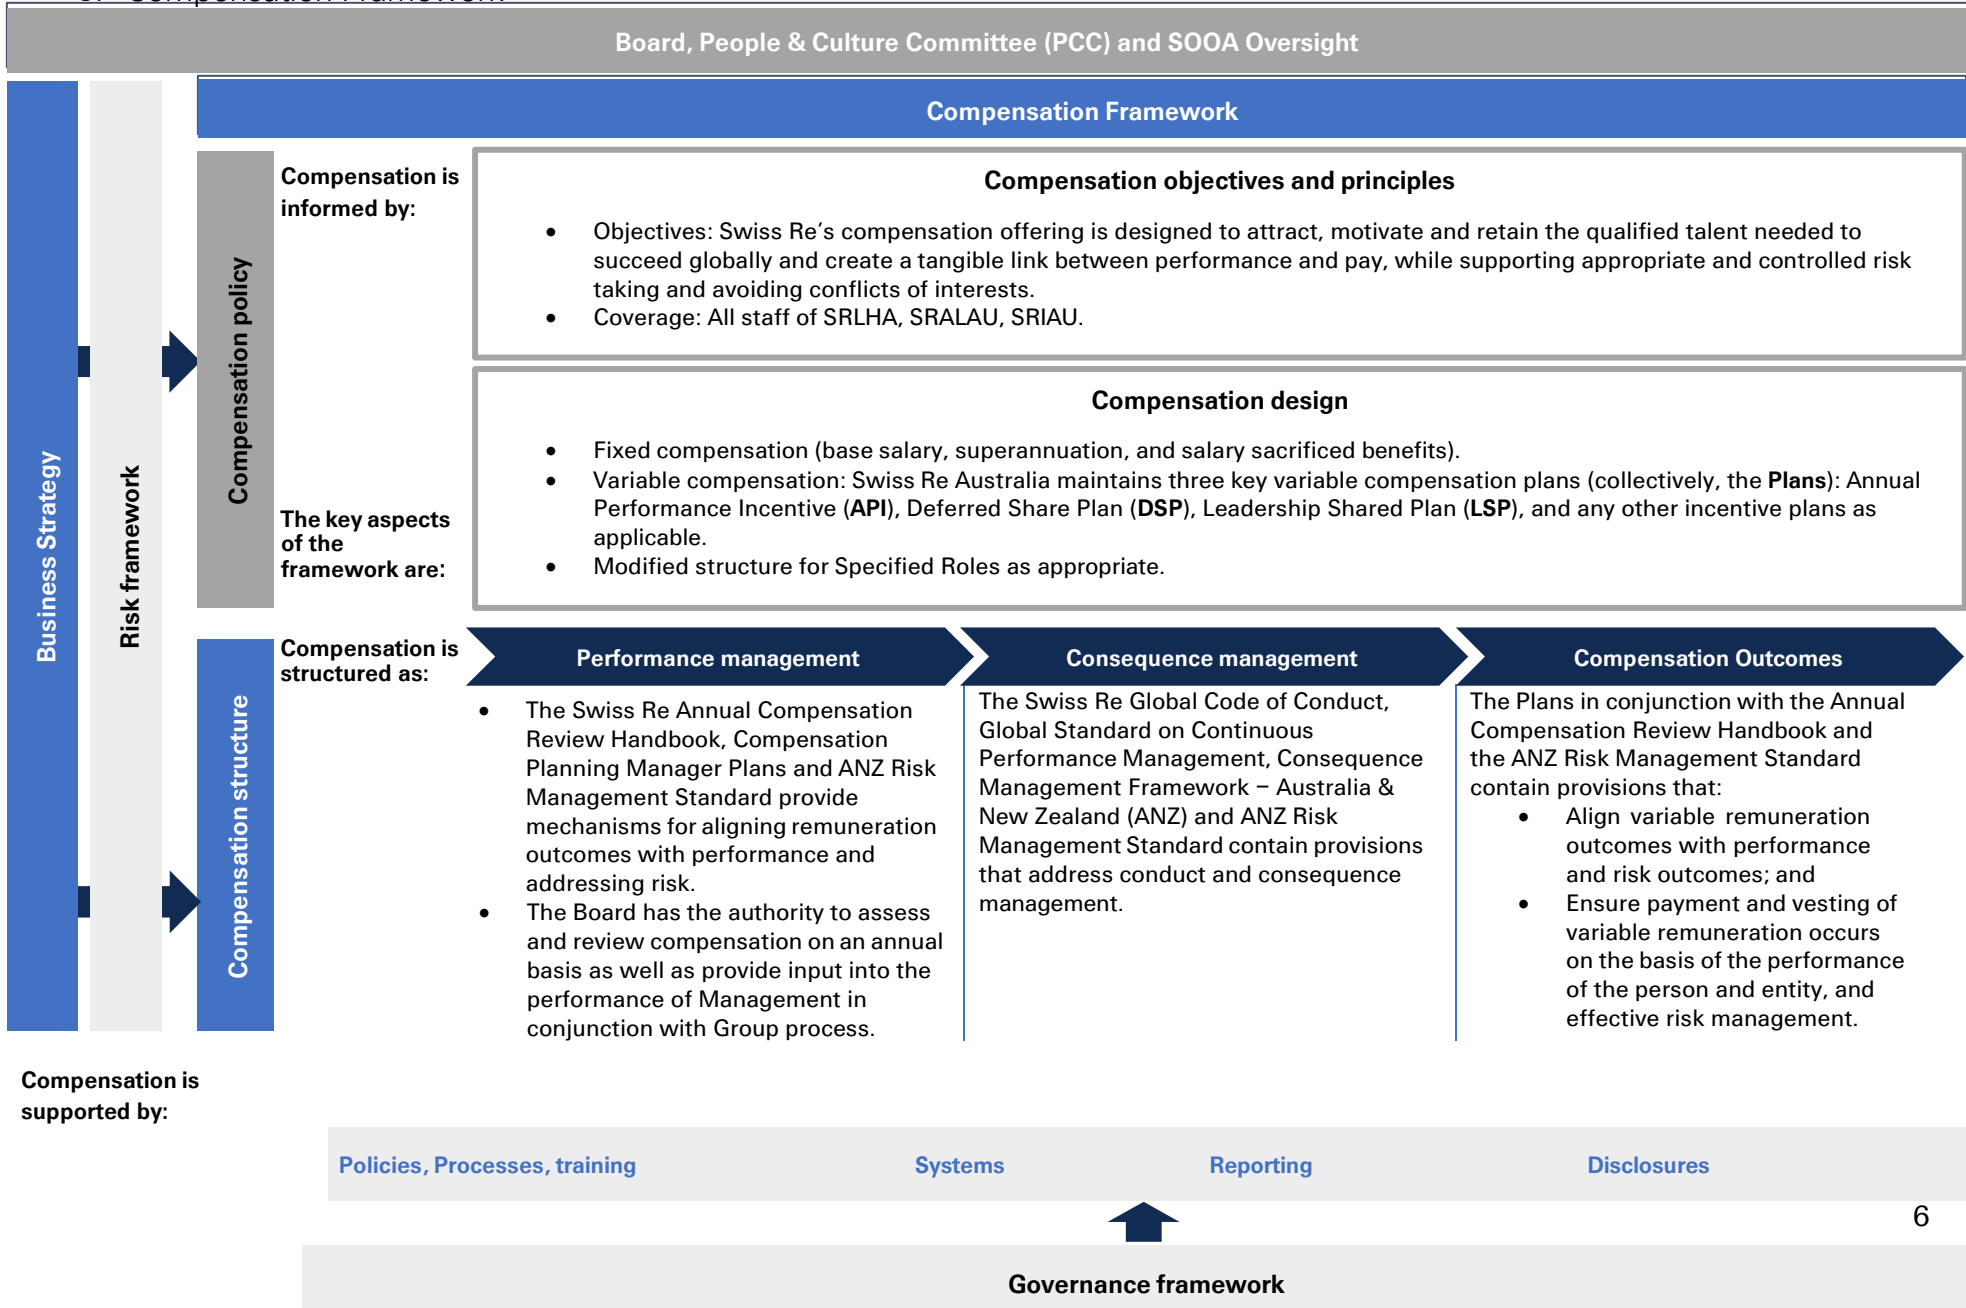 Compensation Framework
Board, People & Culture Committee (PCC) and SOOA Oversight
Compensation Framework
Business Strategy
Risk framework
Compensation policy
Compensation is
informed by:
Compensation objectives and principles
• Objectives: Swiss Re’s compensation offering is designed to attract, motivate and retain the qualified talent needed to
succeed globally and create a tangible link between performance and pay, while supporting appropriate and controlled risk
taking and avoiding conflicts of interests.
• Coverage: All staff of SRLHA, SRALAU, SRIAU.
The key aspects
of the
framework are:
Compensation design
• Fixed compensation (base salary, superannuation, and salary sacrificed benefits).
• Variable compensation: Swiss Re Australia maintains three key variable compensation plans (collectively, the Plans): Annual
Performance Incentive (API), Deferred Share Plan (DSP), Leadership Shared Plan (LSP), and any other incentive plans as
applicable.
• Modified structure for Specified Roles as appropriate.
Compensation structure
Compensation is
structured as:
Performance management
• The Swiss Re Annual Compensation
Review Handbook, Compensation
Planning Manager Plans and ANZ Risk
Management Standard provide
mechanisms for aligning remuneration
outcomes with performance and
addressing risk.
• The Board has the authority to assess
and review compensation on an annual
basis as well as provide input into the
performance of Management in
conjunction with Group process.
Consequence management
The Swiss Re Global Code of Conduct,
Global Standard on Continuous
Performance Management, Consequence
Management Framework – Australia &
New Zealand (ANZ) and ANZ Risk
Management Standard contain provisions
that address conduct and consequence
management.
Compensation Outcomes
The Plans in conjunction with the Annual
Compensation Review Handbook and
the ANZ Risk Management Standard
contain provisions that:
• Align variable remuneration
outcomes with performance
and risk outcomes; and
• Ensure payment and vesting of
variable remuneration occurs
on the basis of the performance
of the person and entity, and
effective risk management.
Compensation is
supported by:
Policies, Processes, training
Systems
Reporting
Disclosures
6
Governance framework